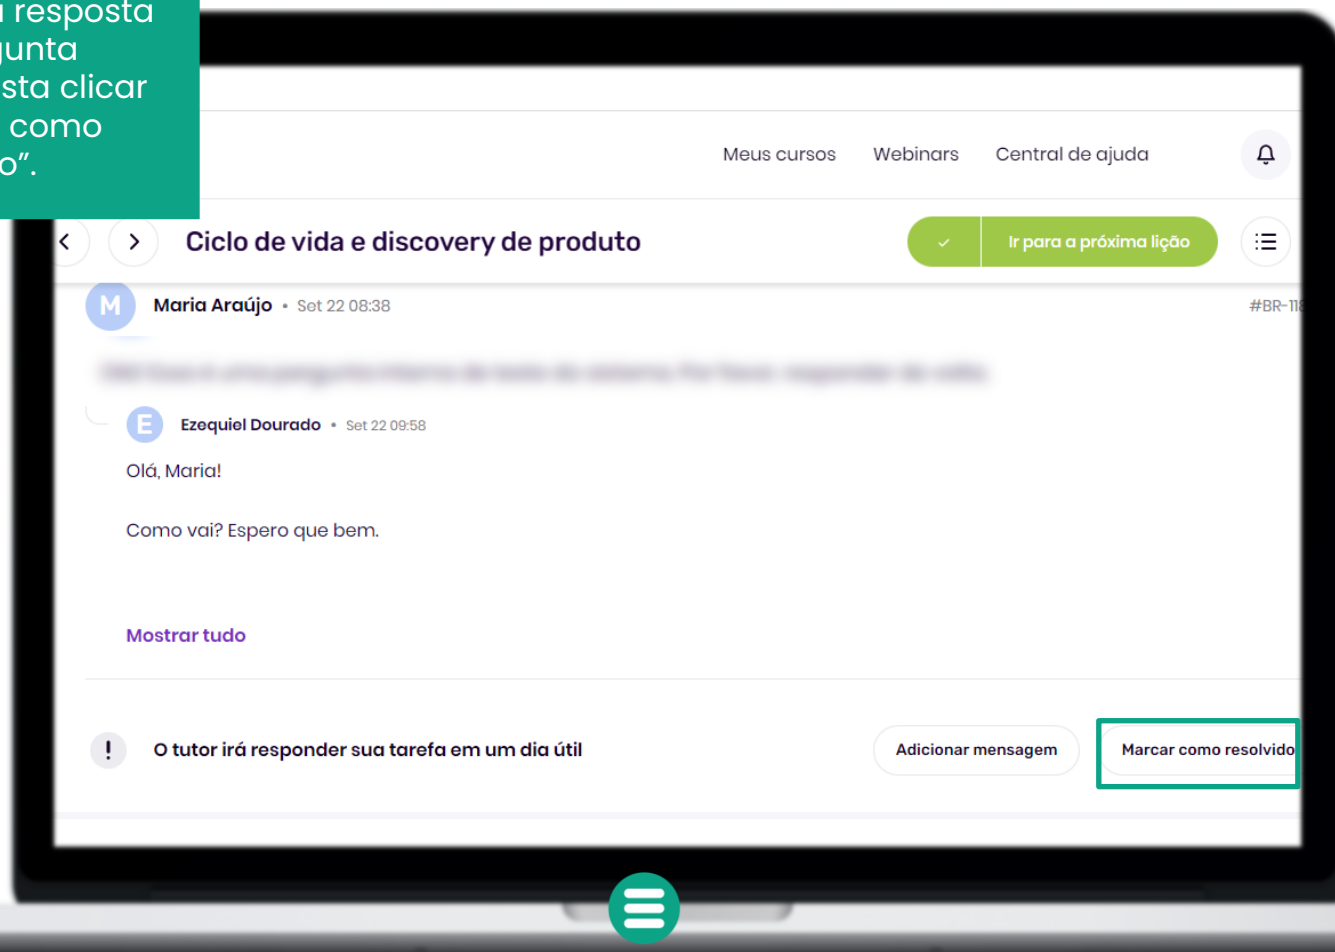 resposta
sta clicar
como
o”.
Meus cursos Webinars Central de ajuda
Ciclo de vida e discovery de produto
Ir para a próxima lição
M Maria Araújo • Set 22 08:38
#BR-118
E Ezequiel Dourado • Set 22 09:58
Olá, Maria!
Como vai? Espero que bem.
Mostrar tudo
! O tutor irá responder sua tarefa em um dia útil
Adicionar mensagem
Marcar como resolvido